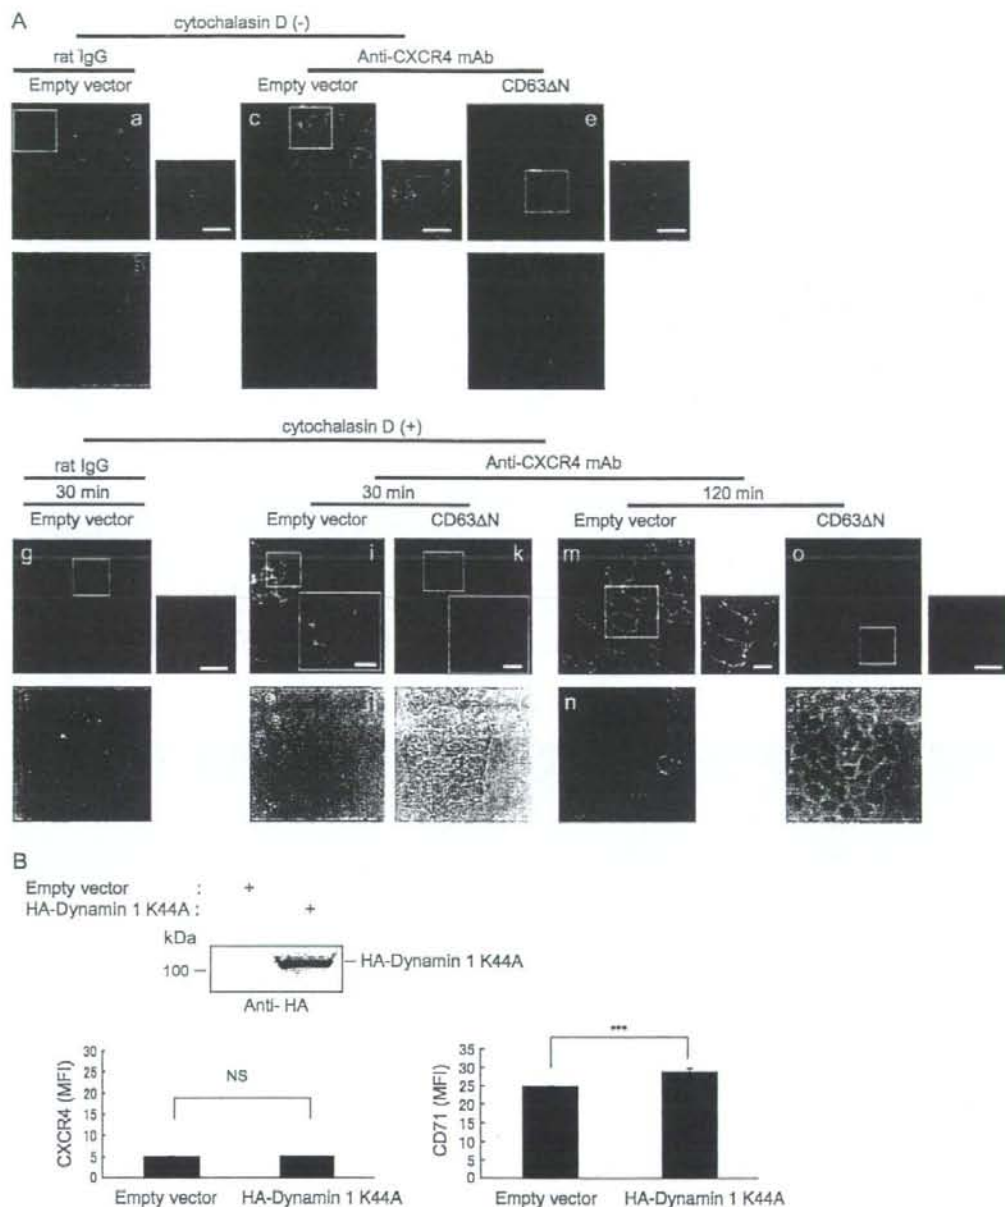 A
cytochalasin D (-)
rat IgG
Anti-CXCR4 mAb
Empty vector
Empty vector
CD63ΔN
a
c
e
cytochalasin D (+)
rat IgG
Anti-CXCR4 mAb
30 min
30 min
120 min
Empty vector
Empty vector
CD63ΔN
Empty vector
CD63ΔN
g
i
k
m
o
j
n
B
Empty vector : +
HA-Dynamin 1 K44A : +
kDa
100
HA-Dynamin 1 K44A
Anti- HA
CXCR4 (MFI)
30
25
20
15
10
5
0
NS
Empty vector
HA-Dynamin 1 K44A
CD71 (MFI)
35
30
25
20
15
10
5
0
***
Empty vector
HA-Dynamin 1 K44A